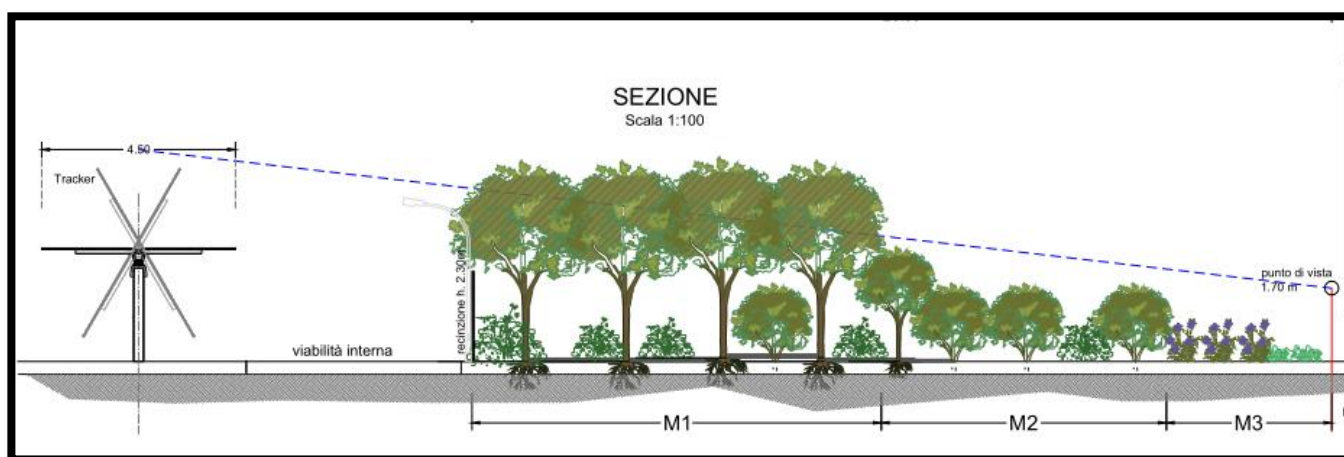 SEZIONE
Scala 1:100
4.50
Tracker
recinzione h. 2.30m
punto di vista
1.70 m
viabilità interna
M1
M2
M3